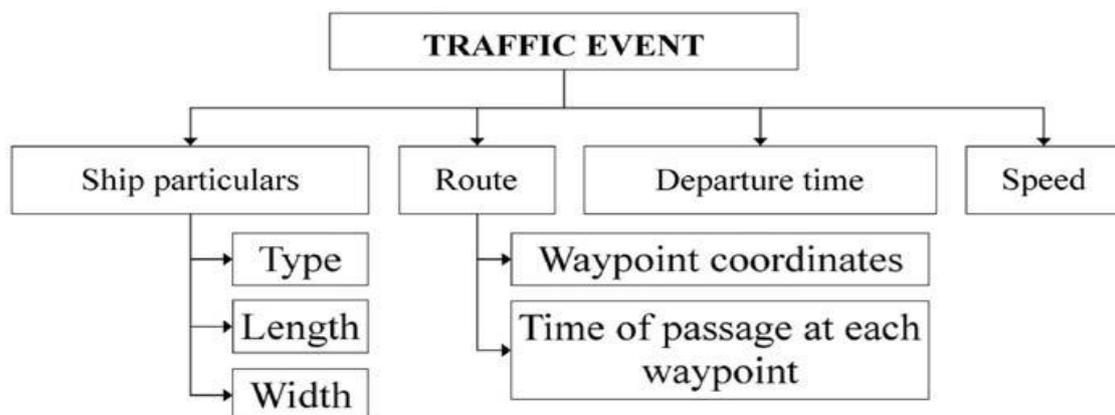 TRAFFIC EVENT
Ship particulars
Route
Departure time
Speed
Type
Length
Width
Waypoint coordinates
Time of passage at each
waypoint